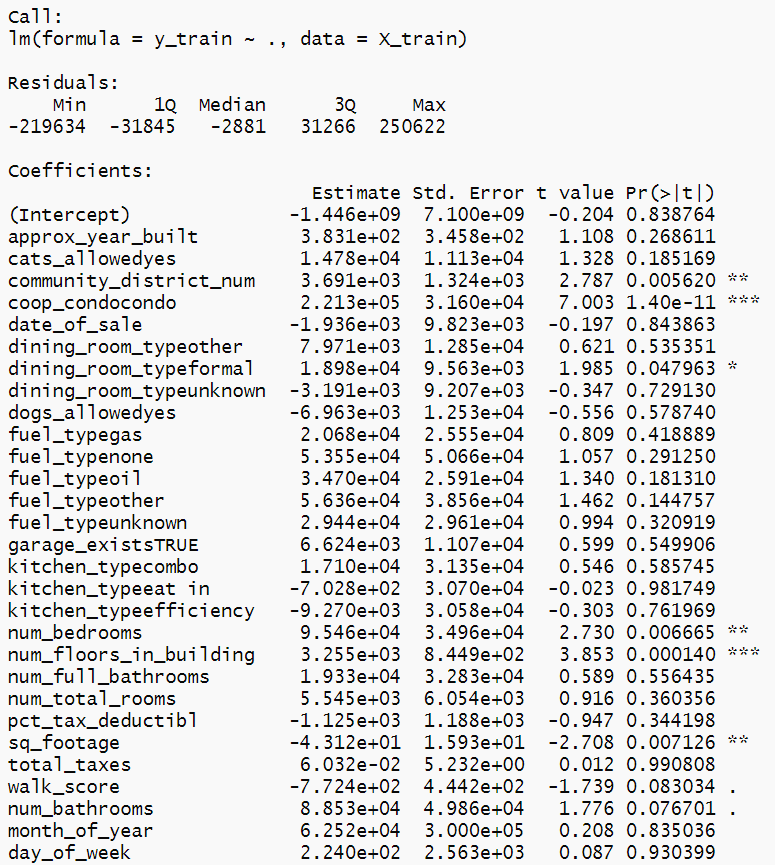 Call:
lm(formula = y_train ~ ., data = X_train)
Residuals:
Min 1Q Median 3Q Max
-219634 -31845 -2881 31266 250622
Coefficients:
Estimate Std. Error t value Pr(>|t|)
(Intercept) -1.446e+09 7.100e+09 -0.204 0.838764
approx_year_built 3.831e+02 3.458e+02 1.108 0.268611
cats_allowedyes 1.478e+04 1.113e+04 1.328 0.185169
community_district_num 3.691e+03 1.324e+03 2.787 0.005620 **
coop_condocondo 2.213e+05 3.160e+04 7.003 1.40e-11 ***
date_of_sale -1.936e+03 9.823e+03 -0.197 0.843863
dining_room_typeother 7.971e+03 1.285e+04 0.621 0.535351
dining_room_typeformal 1.898e+04 9.563e+03 1.985 0.047963 *
dining_room_typeunknown -3.191e+03 9.207e+03 -0.347 0.729130
dogs_allowedyes -6.963e+03 1.253e+04 -0.556 0.578740
fuel_typegas 2.068e+04 2.555e+04 0.809 0.418889
fuel_typenone 5.355e+04 5.066e+04 1.057 0.291250
fuel_typeoil 3.470e+04 2.591e+04 1.340 0.181310
fuel_typeother 5.636e+04 3.856e+04 1.462 0.144757
fuel_typeunknown 2.944e+04 2.961e+04 0.994 0.320919
garage_existsTRUE 6.624e+03 1.107e+04 0.599 0.549906
kitchen_typecombo 1.710e+04 3.135e+04 0.546 0.585745
kitchen_typeeat in -7.028e+02 3.070e+04 -0.023 0.981749
kitchen_typeefficiency -9.270e+03 3.058e+04 -0.303 0.761969
num_bedrooms 9.546e+04 3.496e+04 2.730 0.006665 **
num_floors_in_building 3.255e+03 8.449e+02 3.853 0.000140 ***
num_full_bathrooms 1.933e+04 3.283e+04 0.589 0.556435
num_total_rooms 5.545e+03 6.054e+03 0.916 0.360356
pct_tax_deductibl -1.125e+03 1.188e+03 -0.947 0.344198
sq_footage -4.312e+01 1.593e+01 -2.708 0.007126 **
total_taxes 6.032e-02 5.232e+00 0.012 0.990808
walk_score -7.724e+02 4.442e+02 -1.739 0.083034 .
num_bathrooms 8.853e+04 4.986e+04 1.776 0.076701 .
month_of_year 6.252e+04 3.000e+05 0.208 0.835036
day_of_week 2.240e+02 2.563e+03 0.087 0.930399